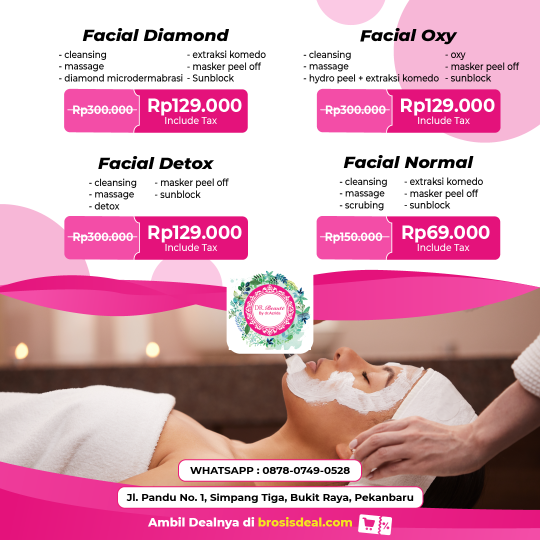 Facial Diamond
- cleansing
- massage
- diamond microdermabrasi
- extraksi komedo
- masker peel off
- Sunblock
Rp300.000
Rp129.000
Include Tax
Facial Oxy
- cleansing
- massage
- hydro peel + extraksi komedo
- oxy
- masker peel off
- sunblock
Rp300.000
Rp129.000
Include Tax
Facial Detox
- cleansing
- massage
- detox
- masker peel off
- sunblock
Rp300.000
Rp129.000
Include Tax
Facial Normal
- cleansing
- massage
- scrubing
- extraksi komedo
- masker peel off
- sunblock
Rp150.000
Rp69.000
Include Tax
DR. Beaute
WHATSAPP : 0878-0749-0528
Jl. Pandu No. 1, Simpang Tiga, Bukit Raya, Pekanbaru
Ambil Dealnya di brosisdeal.com
%